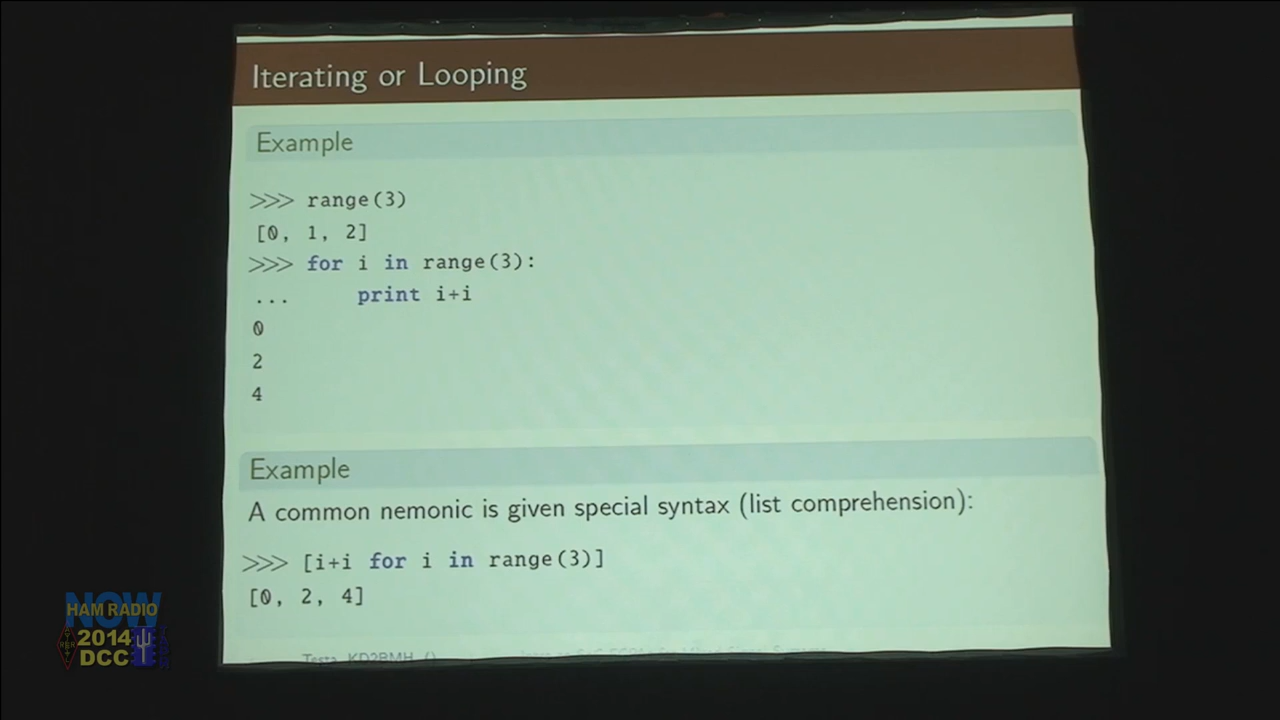 Iterating or Looping
Example
>>> range(3)
[0, 1, 2]
>>> for i in range(3):
... print i+i
0
2
4
Example
A common nemonic is given special syntax (list comprehension):
>>> [i+i for i in range(3)]
[0, 2, 4]
NOW
HAM RADIO
2014
DCC
KD2BMH ()